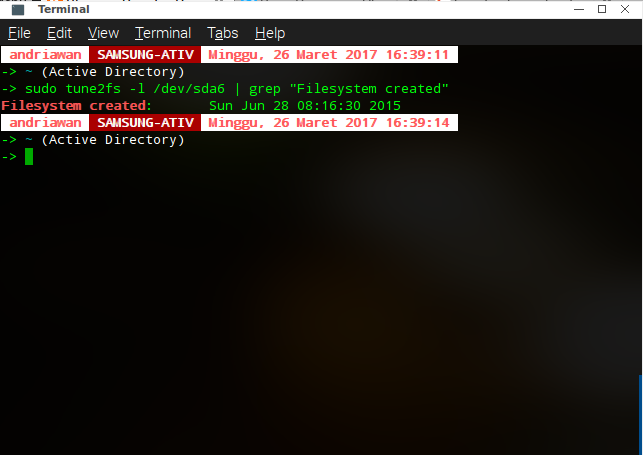 Terminal
File Edit View Terminal Tabs Help
andriawan SAMSUNG-ATIV Minggu, 26 Maret 2017 16:39:11
-> ~ (Active Directory)
-> sudo tune2fs -l /dev/sda6 | grep "Filesystem created"
Filesystem created: Sun Jun 28 08:16:30 2015
andriawan SAMSUNG-ATIV Minggu, 26 Maret 2017 16:39:14
-> ~ (Active Directory)
->